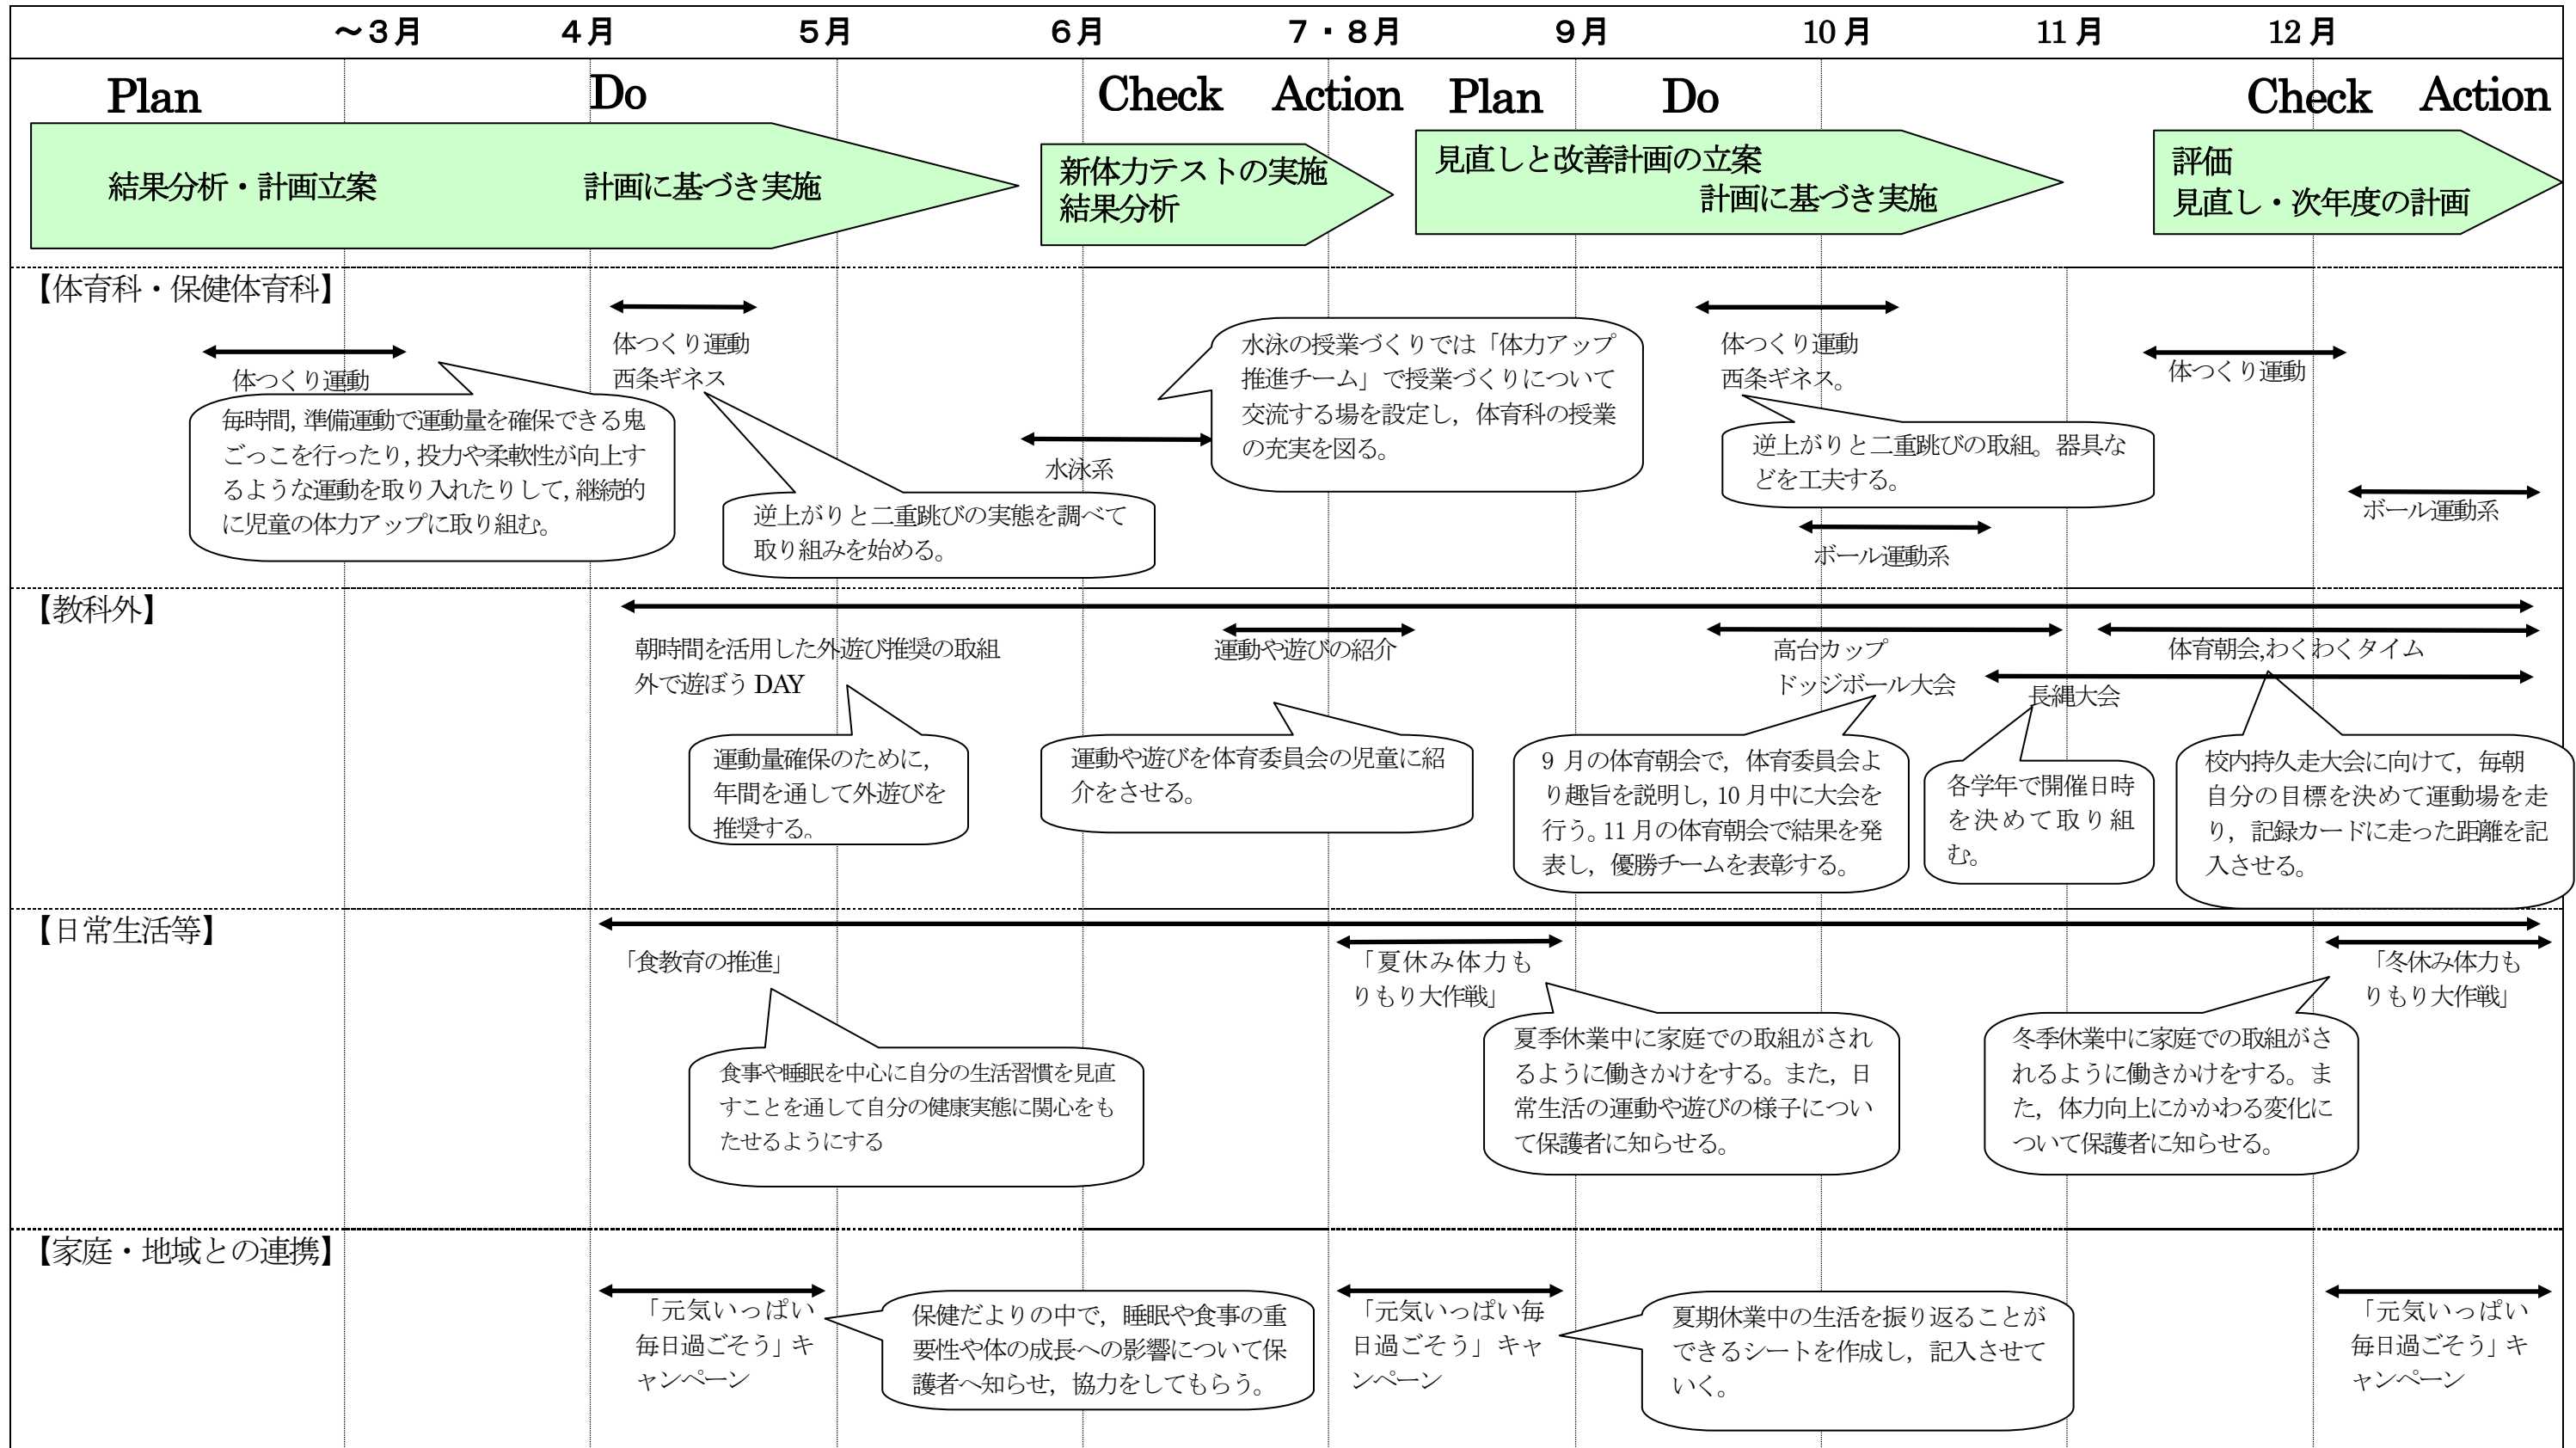 ～３月 ４月 ５月 ６月 ７・８月 ９月 10 月 11 月 12 月
Plan Do Check Action Plan Do Check Action
結果分析・計画立案 計画に基づき実施
新体力テストの実施
結果分析
見直しと改善計画の立案
計画に基づき実施
評価
見直し・次年度の計画
【体育科・保健体育科】
体つくり運動
毎時間，準備運動で運動量を確保できる鬼
ごっこを行ったり，投力や柔軟性が向上す
るような運動を取り入れたりして，継続的
に児童の体力アップに取り組む。
体つくり運動
西条ギネス
逆上がりと二重跳びの実態を調べて
取り組みを始める。
水泳系
水泳の授業づくりでは「体力アップ
推進チーム」で授業づくりについて
交流する場を設定し，体育科の授業
の充実を図る。
体つくり運動
西条ギネス。
逆上がりと二重跳びの取組。器具な
どを工夫する。
ボール運動系
体つくり運動
ボール運動系
【教科外】
朝時間を活用した外遊び推奨の取組
外で遊ぼう DAY
運動量確保のために，
年間を通して外遊びを
推奨する。
運動や遊びの紹介
運動や遊びを体育委員会の児童に紹
介をさせる。
高台カップ
ドッジボール大会
9 月の体育朝会で，体育委員会よ
り趣旨を説明し，10 月中に大会を
行う。11 月の体育朝会で結果を発
表し，優勝チームを表彰する。
長縄大会
各学年で開催日時
を決めて取り組
む。
体育朝会,わくわくタイム
校内持久走大会に向けて，毎朝
自分の目標を決めて運動場を走
り，記録カードに走った距離を記
入させる。
【日常生活等】
「食教育の推進」
食事や睡眠を中心に自分の生活習慣を見直
すことを通して自分の健康実態に関心をも
たせるようにする
「夏休み体力も
りもり大作戦」
夏季休業中に家庭での取組がされ
るように働きかけをする。また，日
常生活の運動や遊びの様子につい
て保護者に知らせる。
「冬休み体力も
りもり大作戦」
冬季休業中に家庭での取組がさ
れるように働きかけをする。ま
た，体力向上にかかわる変化に
ついて保護者に知らせる。
【家庭・地域との連携】
「元気いっぱい
毎日過ごそう」キ
ャンペーン
保健だよりの中で，睡眠や食事の重
要性や体の成長への影響について保
護者へ知らせ，協力をしてもらう。
「元気いっぱい毎
日過ごそう」キャ
ンペーン
夏期休業中の生活を振り返ることが
できるシートを作成し，記入させて
いく。
「元気いっぱい
毎日過ごそう」キ
ャンペーン